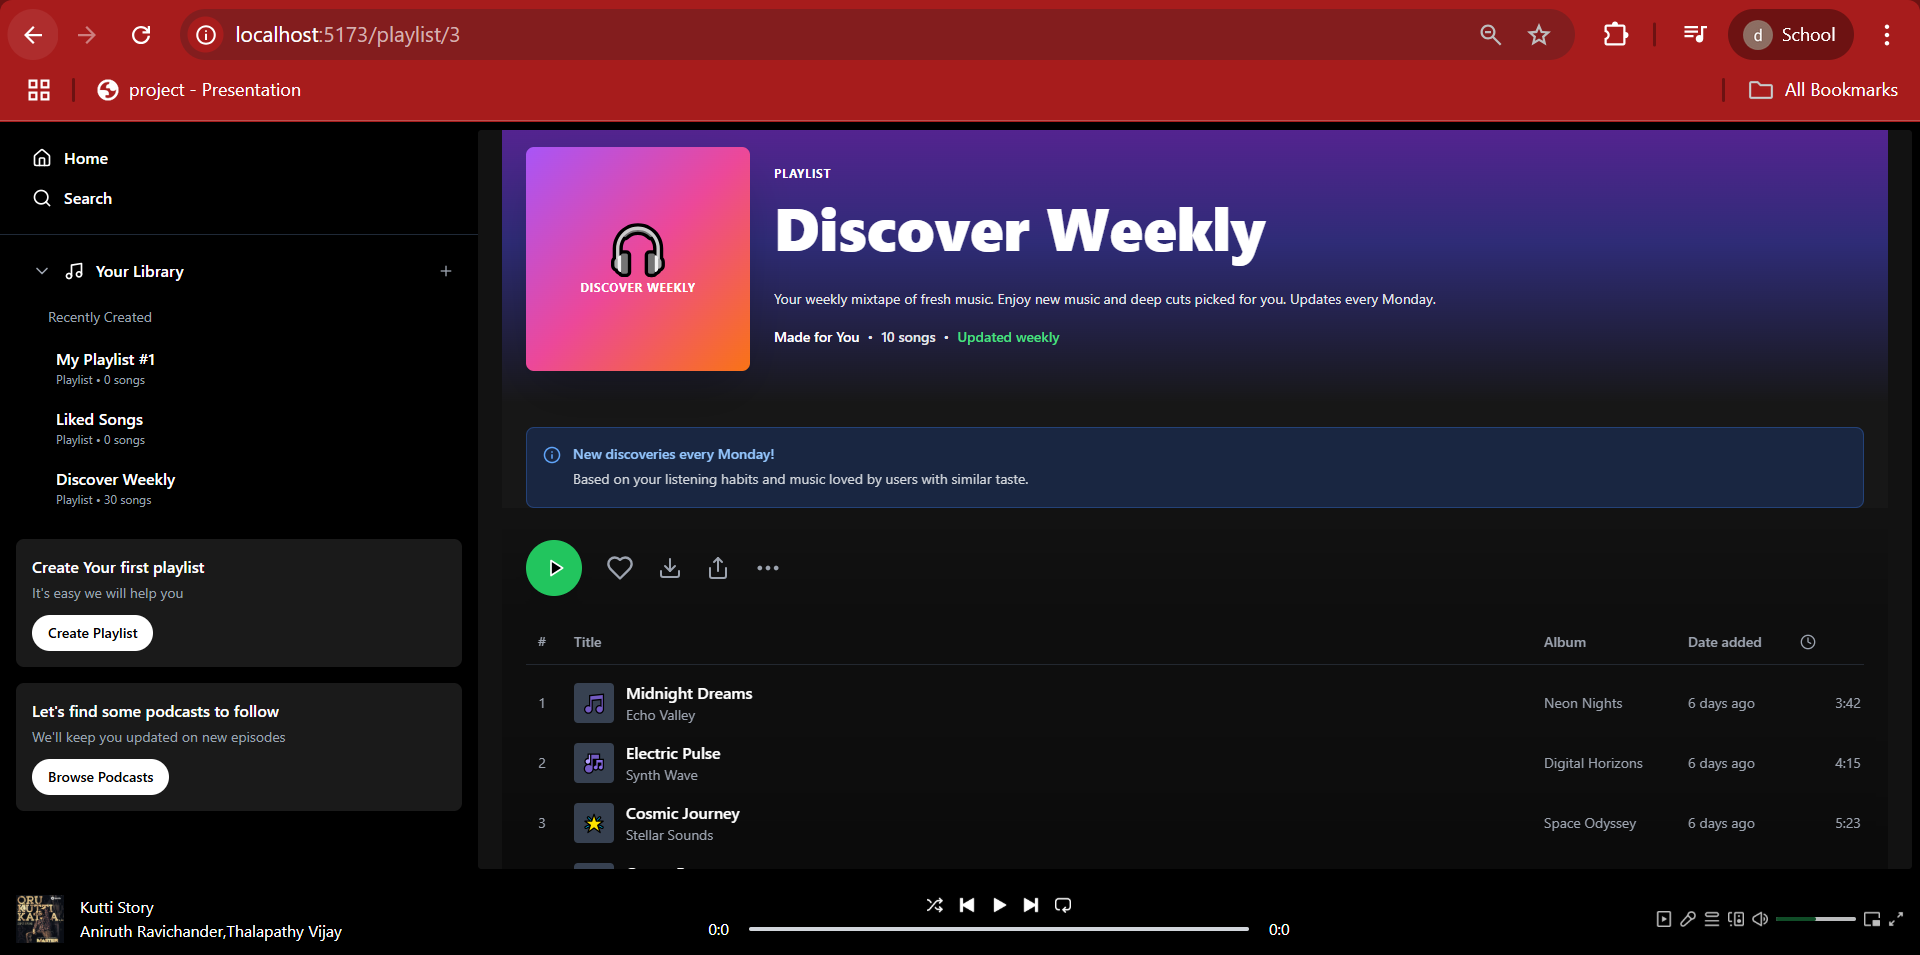 localhost:5173/playlist/3
d School
project - Presentation
All Bookmarks
Home
Search
Your Library
Recently Created
My Playlist #1
Playlist • 0 songs
Liked Songs
Playlist • 0 songs
Discover Weekly
Playlist • 30 songs
Create Your first playlist
It's easy we will help you
Create Playlist
Let's find some podcasts to follow
We'll keep you updated on new episodes
Browse Podcasts
DISCOVER WEEKLY
PLAYLIST
Discover Weekly
Your weekly mixtape of fresh music. Enjoy new music and deep cuts picked for you. Updates every Monday.
Made for You • 10 songs • Updated weekly
New discoveries every Monday!
Based on your listening habits and music loved by users with similar taste.
# Title Album Date added
1 Midnight Dreams Neon Nights 6 days ago 3:42
Echo Valley
2 Electric Pulse Digital Horizons 6 days ago 4:15
Synth Wave
3 Cosmic Journey Space Odyssey 6 days ago 5:23
Stellar Sounds
Kutti Story
Aniruth Ravichander,Thalapathy Vijay
0:0 0:0